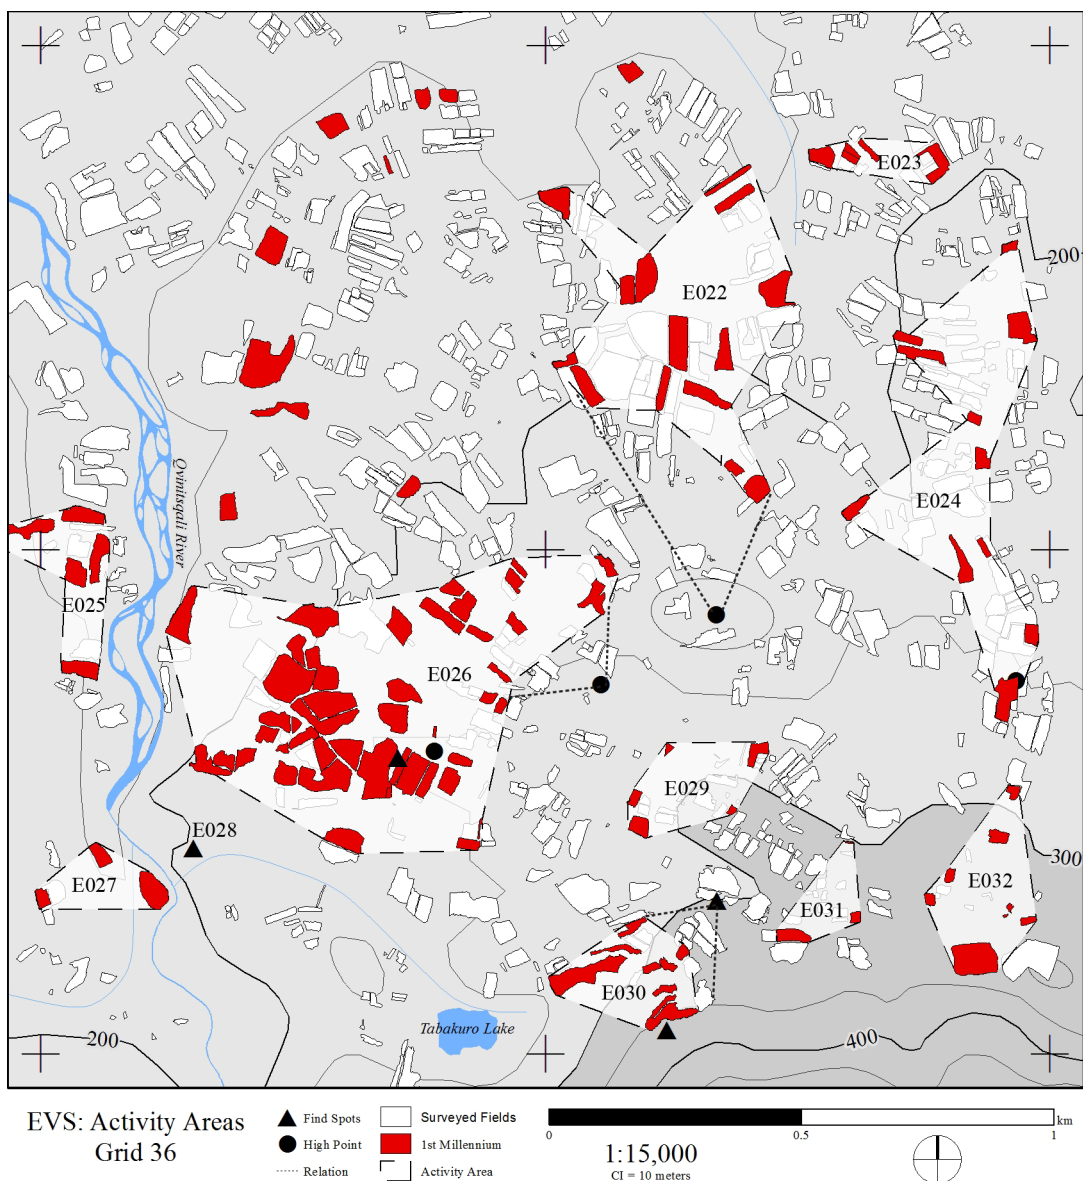 E023
200
E022
Qvinitsqali River
E024
E025
E026
E029
E028
300
E027
E032
E031
E030
Tabakuro Lake
200
400
EVS: Activity Areas
Grid 36
Find Spots
High Point
Relation
Surveyed Fields
1st Millennium
Activity Area
0
0.5
1
km
1:15,000
CI = 10 meters